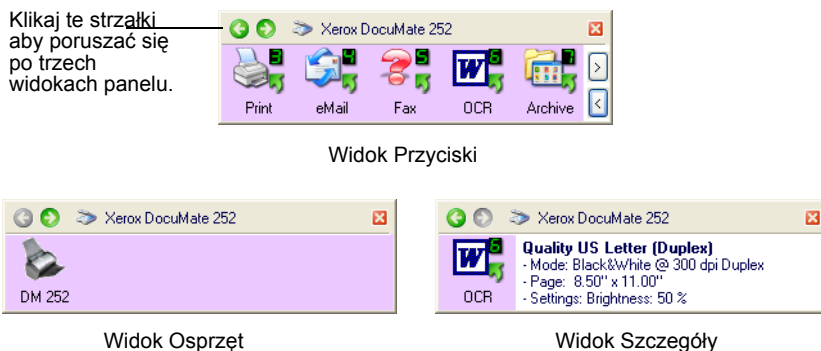 Klikaj te strzałki
aby poruszać się
po trzech
widokach panelu.
Xerox DocuMate 252
3 4 5 6 7
W
Print eMail Fax OCR Archive
Widok Przyciski
Xerox DocuMate 252
DM 252
Widok Osprzęt
Xerox DocuMate 252
W 6
OCR
Quality US Letter (Duplex)
- Mode: Black&White @ 300 dpi Duplex
- Page: 8.50'' x 11.00''
- Settings: Brightness: 50 %
Widok Szczegóły